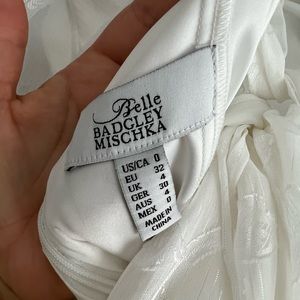 Belle
BADGLEY
MISCHKA
US/CA 0
EU 32
UK 4
GER 30
AUS 4
MEX 0
MADE IN
CHINA